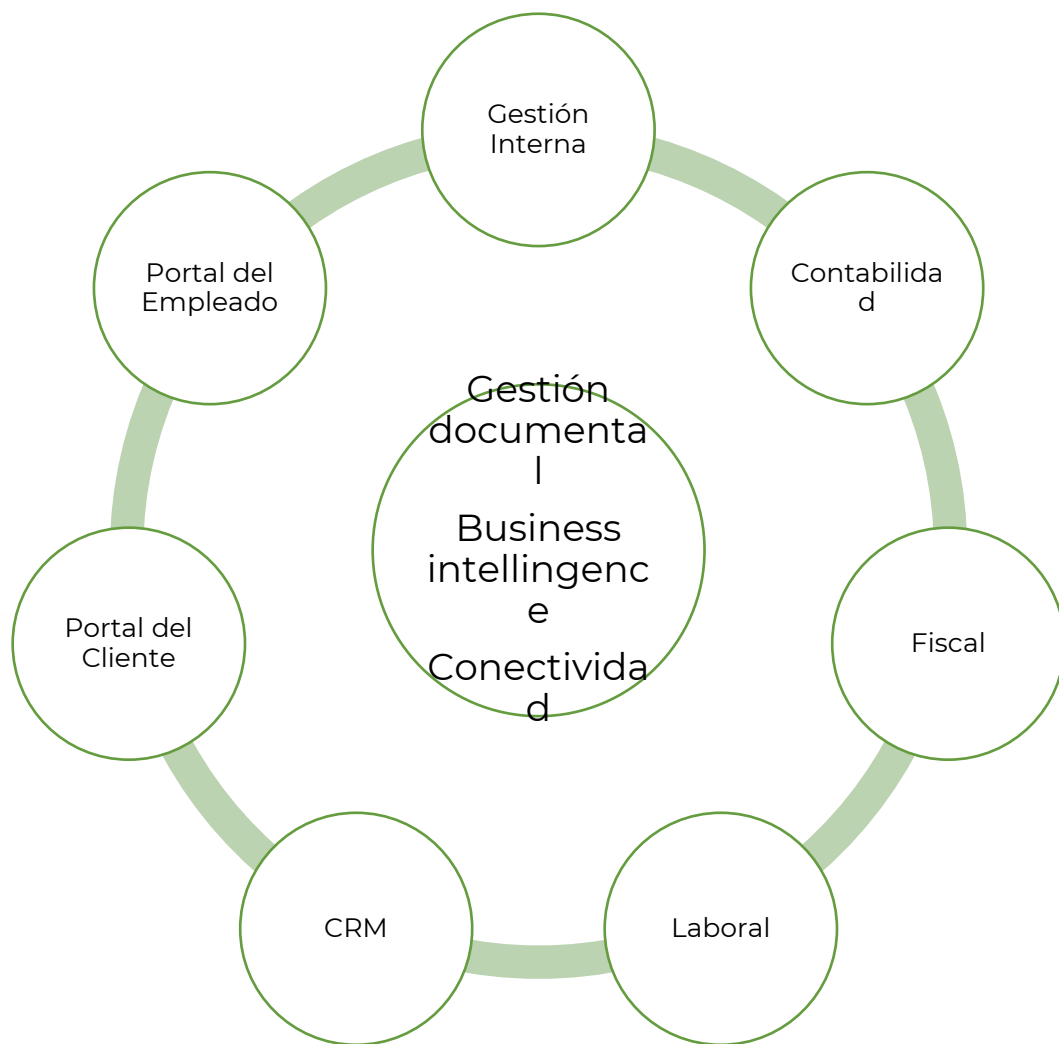 Gestión
Interna
Contabilida
d
Fiscal
Laboral
CRM
Portal del
Cliente
Portal del
Empleado
Gestión
documenta
l
Business
intellingenc
e
Conectivida
d